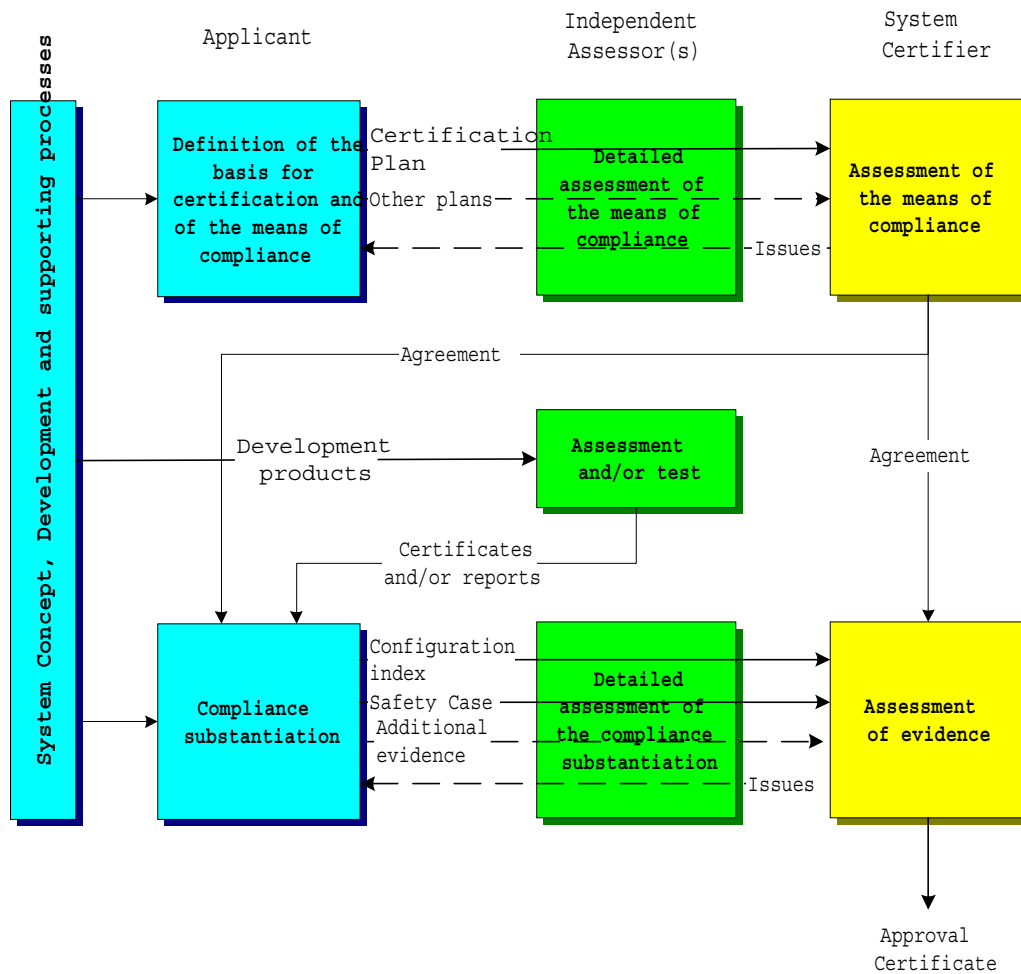 Applicant
Independent
Assessor(s)
System
Certifier
System Concept, Development and supporting processes
Definition of the
basis for
certification and
of the means of
compliance
Certification
Plan
Other plans
Detailed
assessment of
the means of
compliance
Issues
Assessment of
the means of
compliance
Agreement
Development
products
Assessment
and/or test
Agreement
Certificates
and/or reports
Compliance
substantiation
Configuration
index
Safety Case
Additional
evidence
Detailed
assessment of
the compliance
substantiation
Issues
Assessment
of evidence
Approval
Certificate